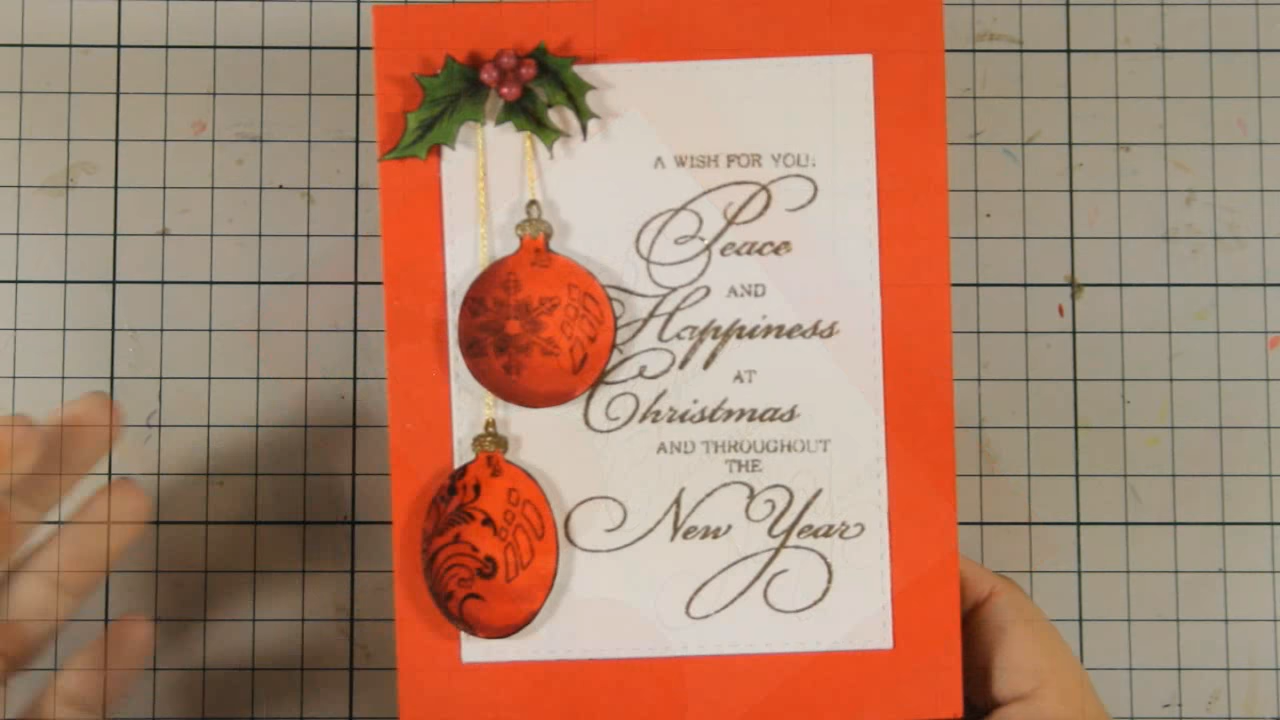 A WISH FOR YOU:
Peace
AND
Happiness
AT
Christmas
AND THROUGHOUT
THE
New Year